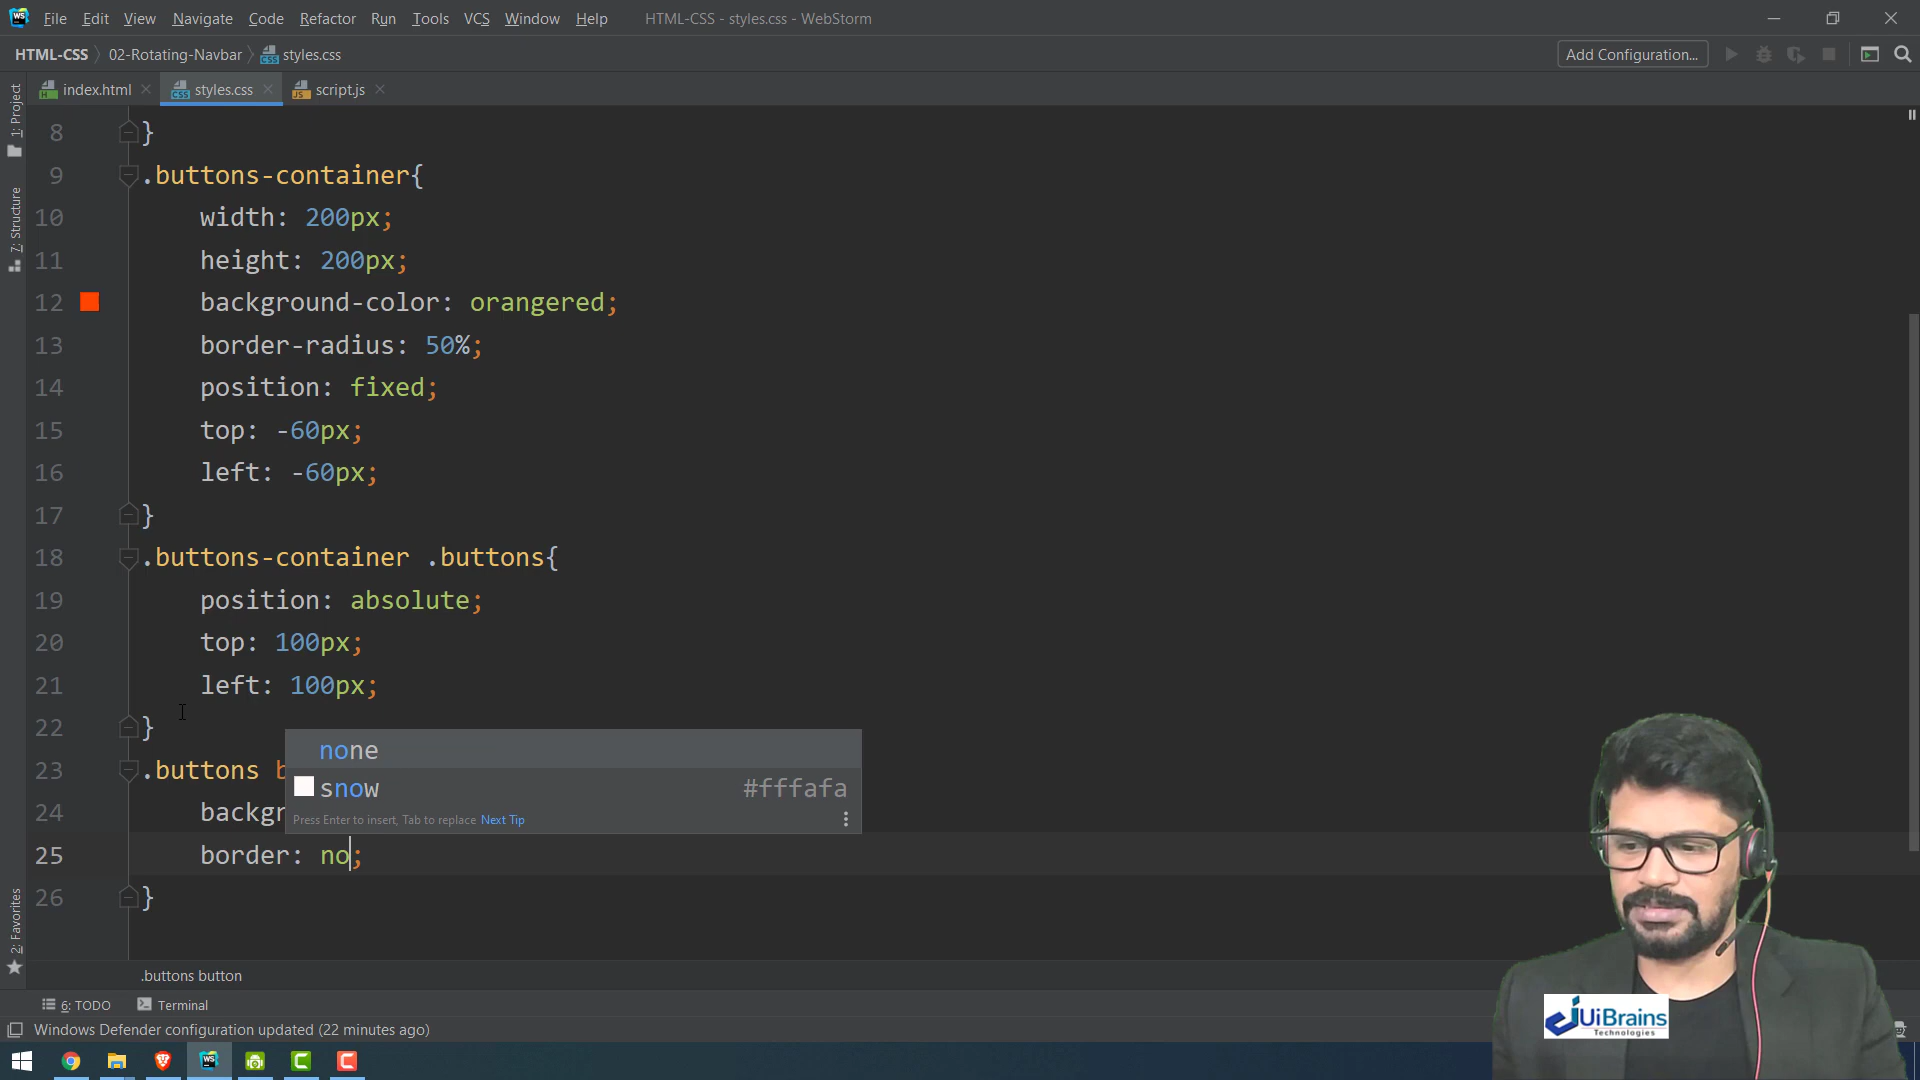 File Edit View Navigate Code Refactor Run Tools VCS Window Help HTML-CSS - styles.css - WebStorm
HTML-CSS 02-Rotating-Navbar styles.css Add Configuration...
index.html styles.css script.js
1: Project
7: Structure
2: Favorites
8 }
9 .buttons-container{
10 width: 200px;
11 height: 200px;
12 background-color: orangered;
13 border-radius: 50%;
14 position: fixed;
15 top: -60px;
16 left: -60px;
17 }
18 .buttons-container .buttons{
19 position: absolute;
20 top: 100px;
21 left: 100px;
22 }
none
23 .buttons b
snow #fffafa
24 backgr
Press Enter to insert, Tab to replace Next Tip
25 border: no;
26 }
.buttons button
6: TODO Terminal
UiBrains
Technologies
Windows Defender configuration updated (22 minutes ago)